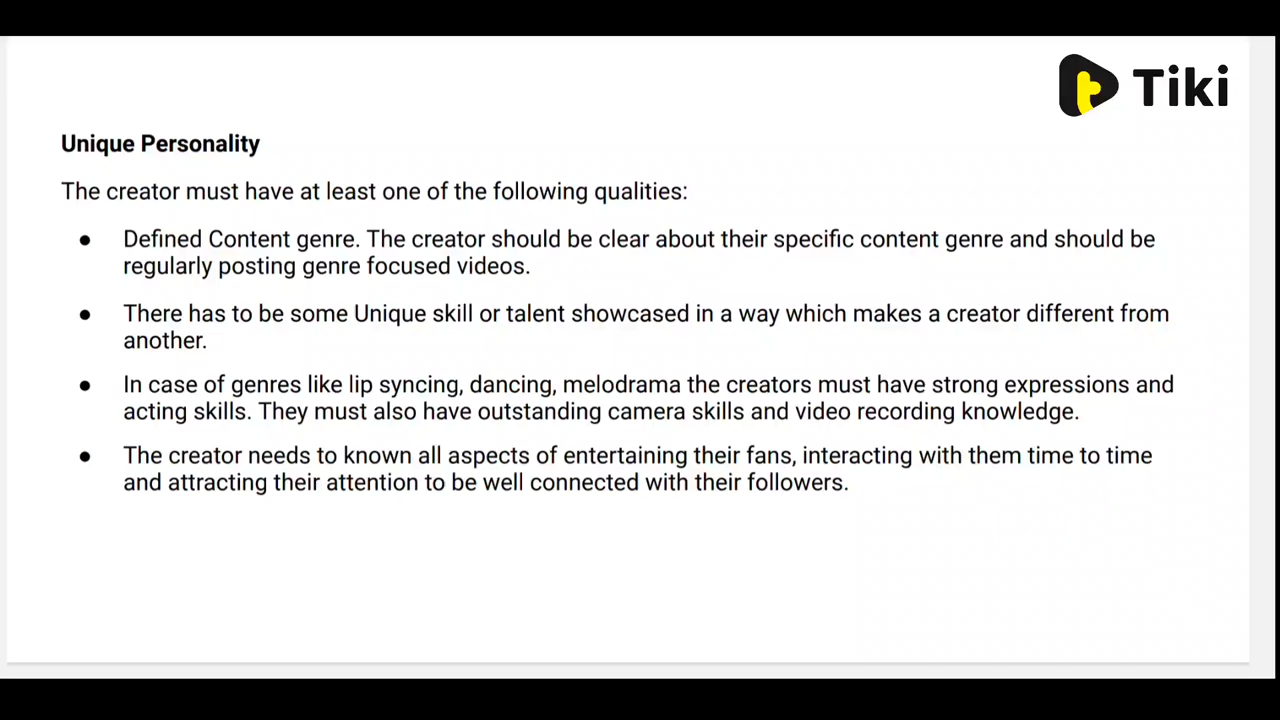 Tiki
Unique Personality
The creator must have at least one of the following qualities:
● Defined Content genre. The creator should be clear about their specific content genre and should be
regularly posting genre focused videos.
● There has to be some Unique skill or talent showcased in a way which makes a creator different from
another.
● In case of genres like lip syncing, dancing, melodrama the creators must have strong expressions and
acting skills. They must also have outstanding camera skills and video recording knowledge.
● The creator needs to known all aspects of entertaining their fans, interacting with them time to time
and attracting their attention to be well connected with their followers.